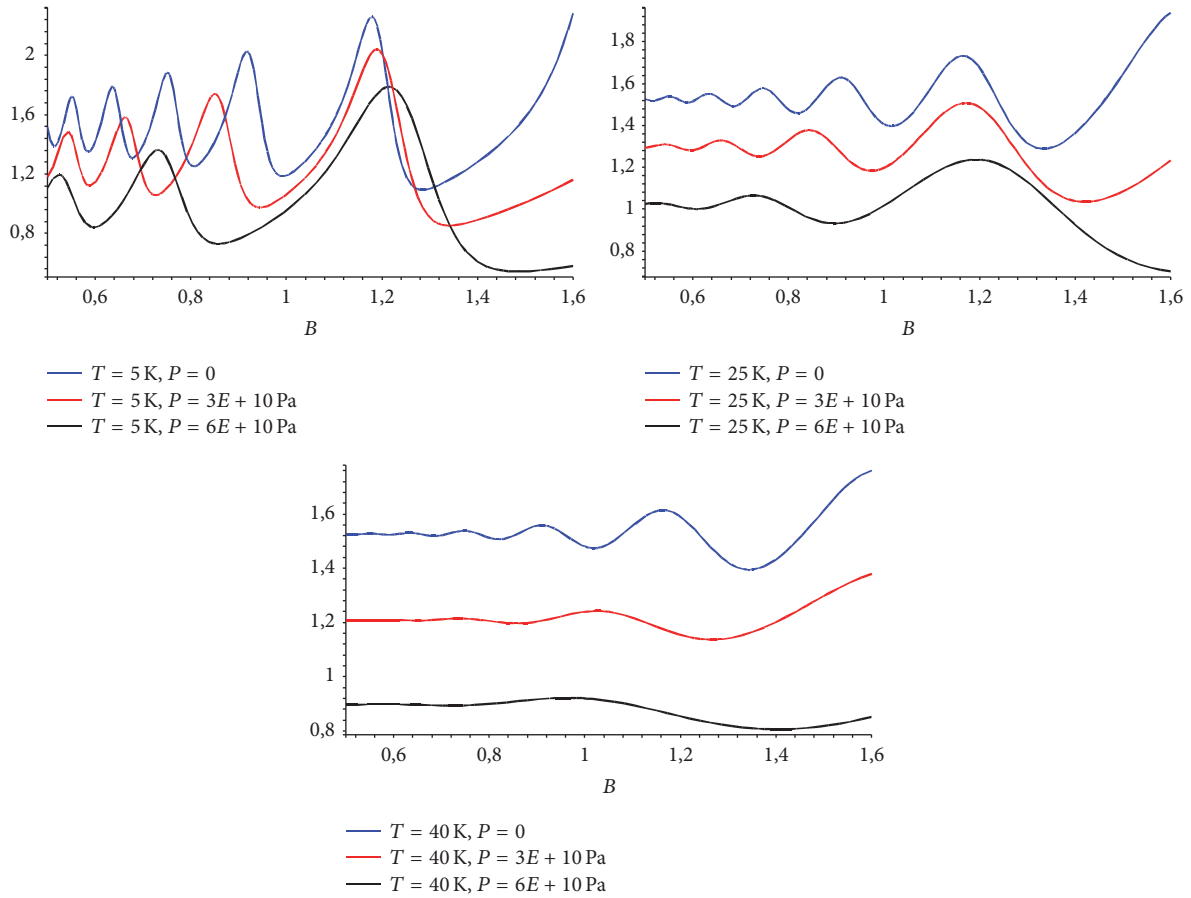 2
1,6
1,2
0,8
0,6 0,8 1 1,2 1,4 1,6
B
T = 5 K, P = 0
T = 5 K, P = 3E + 10 Pa
T = 5 K, P = 6E + 10 Pa
1,8
1,6
1,4
1,2
1
0,8
0,6 0,8 1 1,2 1,4 1,6
B
T = 25 K, P = 0
T = 25 K, P = 3E + 10 Pa
T = 25 K, P = 6E + 10 Pa
1,6
1,4
1,2
1
0,8
0,6 0,8 1 1,2 1,4 1,6
B
T = 40 K, P = 0
T = 40 K, P = 3E + 10 Pa
T = 40 K, P = 6E + 10 Pa